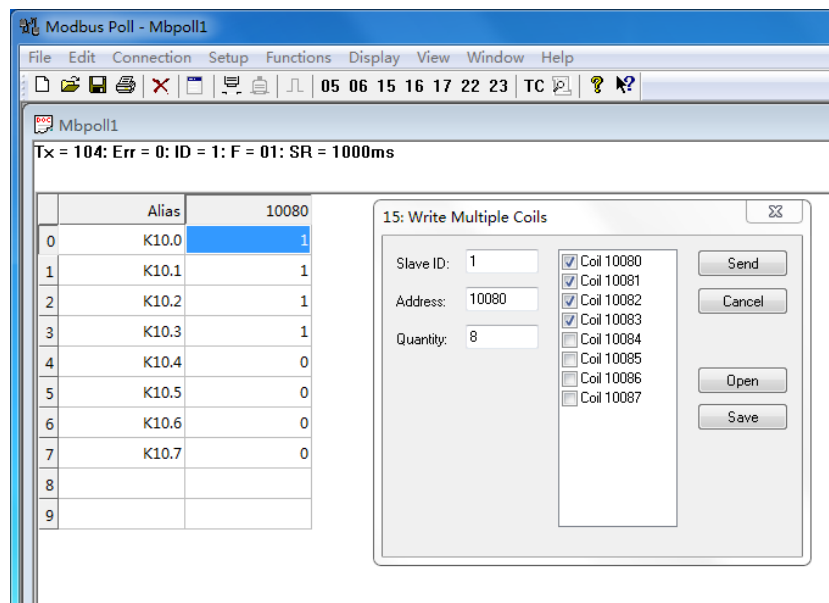 Modbus Poll - Mbpoll1
File Edit Connection Setup Functions Display View Window Help
05 06 15 16 17 22 23 TC
Mbpoll1
Tx = 104: Err = 0: ID = 1: F = 01: SR = 1000ms
Alias 10080
0 K10.0 1
1 K10.1 1
2 K10.2 1
3 K10.3 1
4 K10.4 0
5 K10.5 0
6 K10.6 0
7 K10.7 0
8
9
15: Write Multiple Coils
Slave ID: 1
Address: 10080
Quantity: 8
Coil 10080
Coil 10081
Coil 10082
Coil 10083
Coil 10084
Coil 10085
Coil 10086
Coil 10087
Send
Cancel
Open
Save